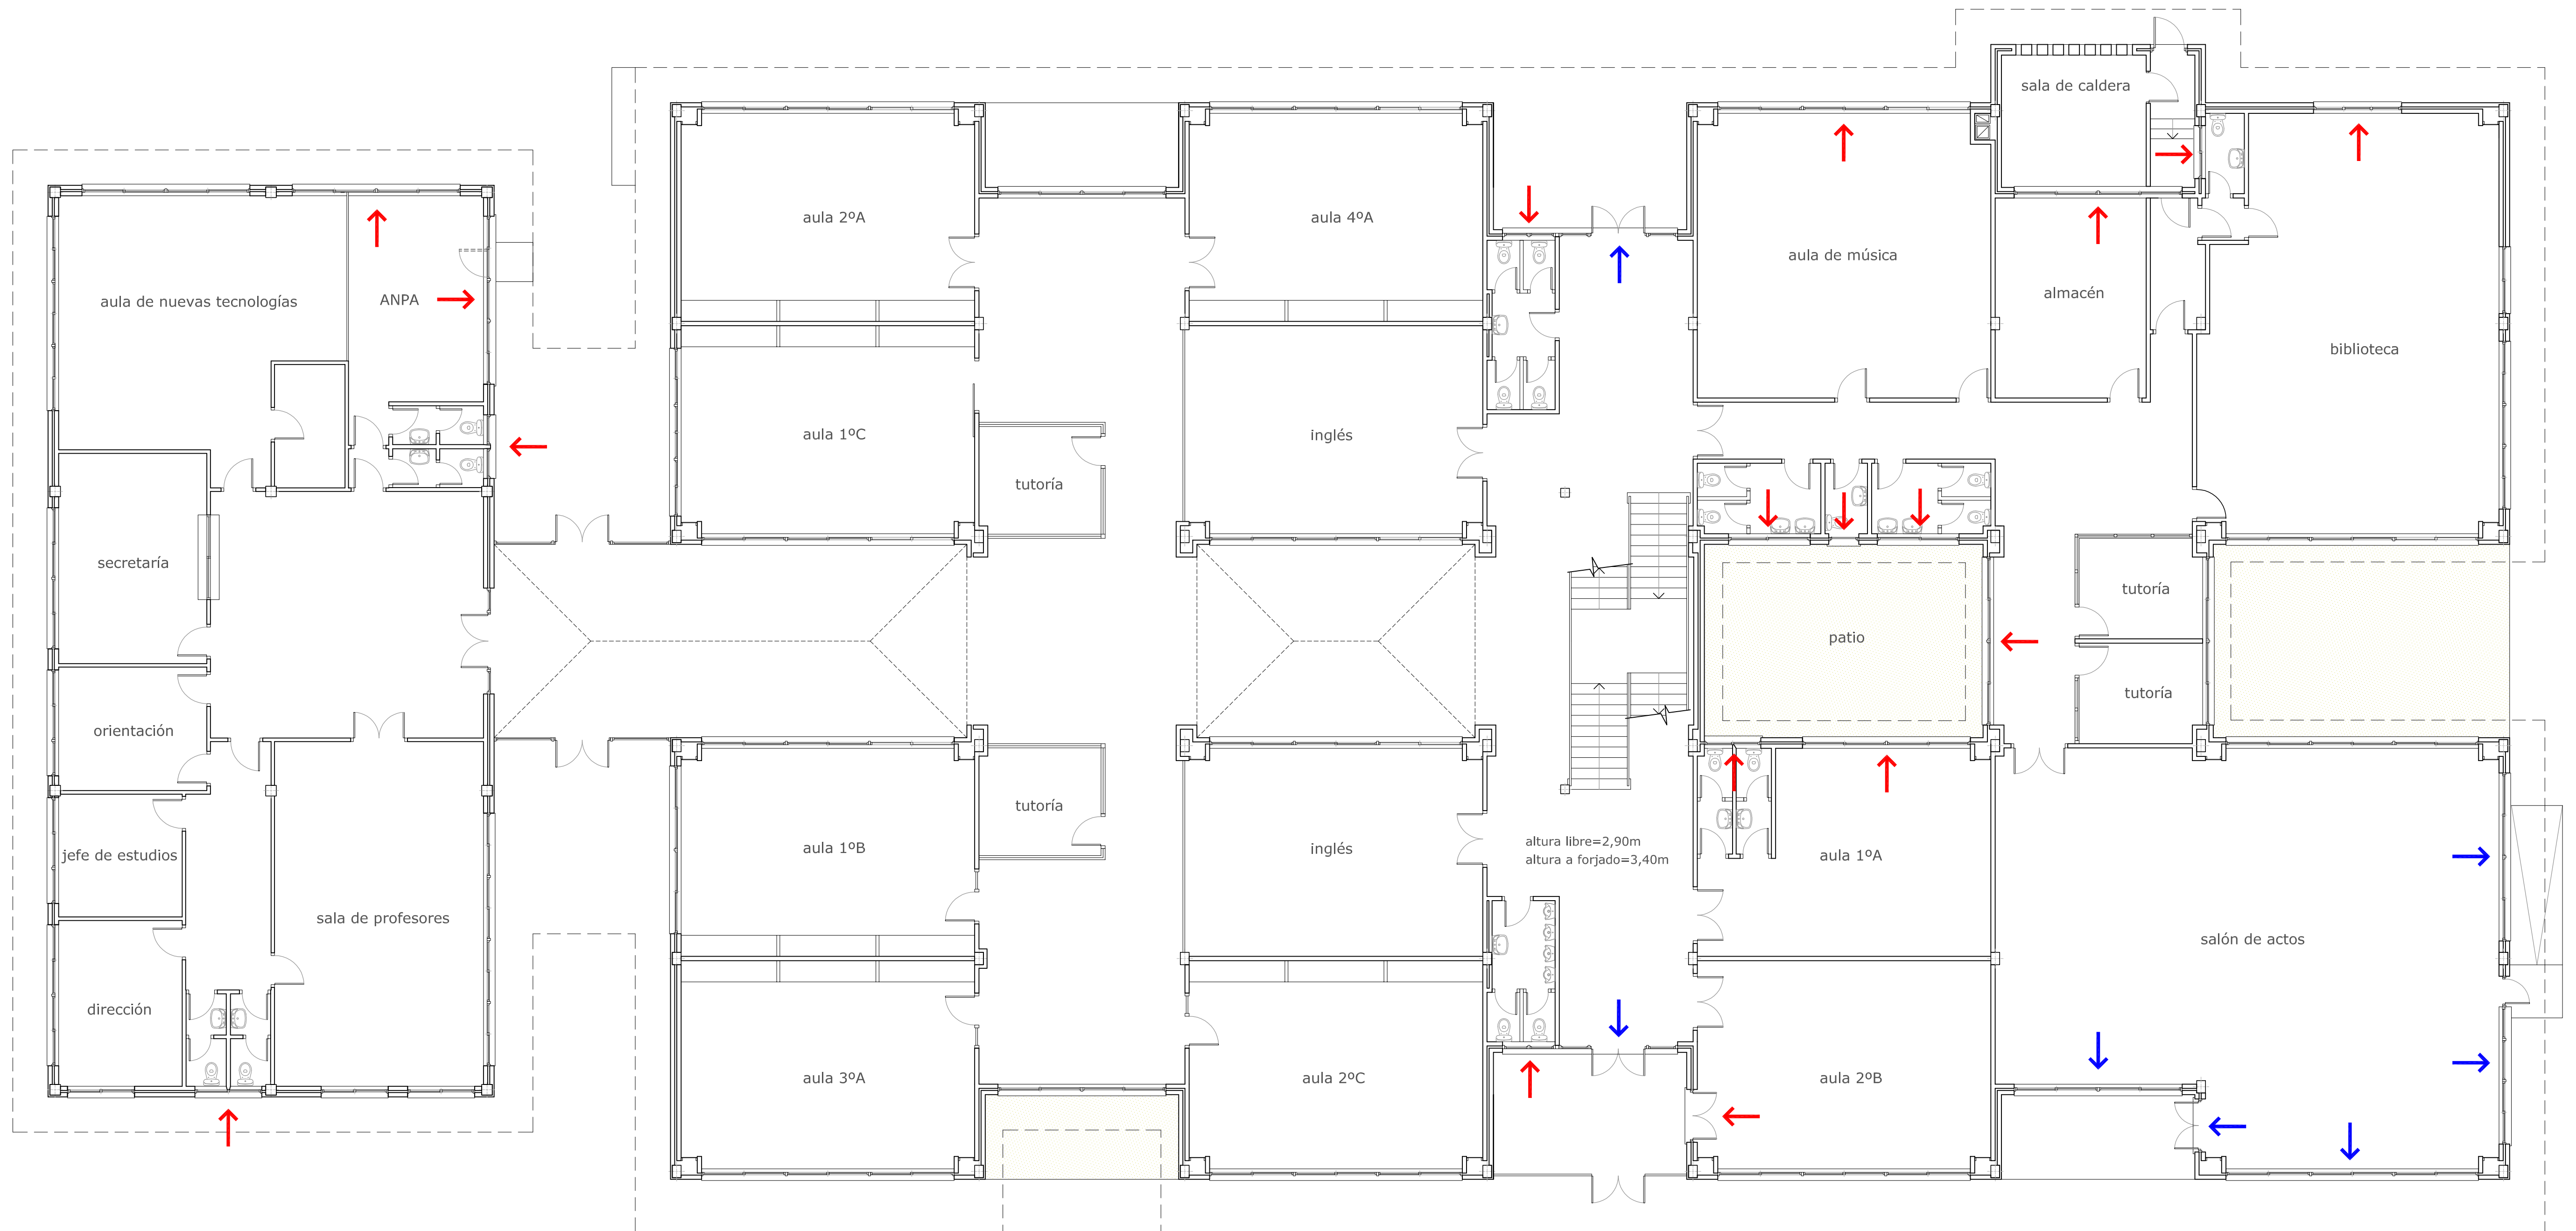 sala de caldera
aula 2ºA
aula 4ºA
aula de música
aula de nuevas tecnologías
ANPA
almacén
biblioteca
aula 1ºC
inglés
tutoría
secretaría
tutoría
patio
tutoría
orientación
tutoría
aula 1ºB
inglés
altura libre=2,90m
altura a forjado=3,40m
aula 1ºA
jefe de estudios
sala de profesores
salón de actos
dirección
aula 3ºA
aula 2ºC
aula 2ºB